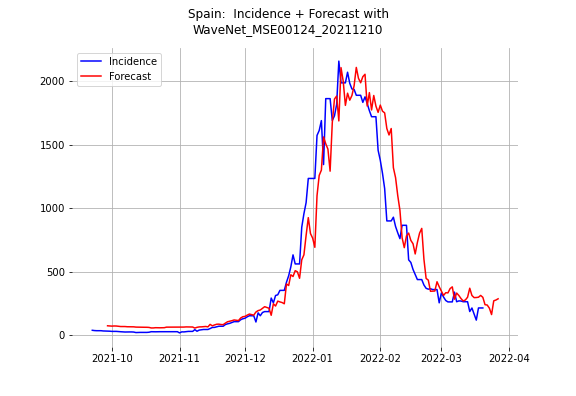 Spain:  Incidence + Forecast with
WaveNet_MSE00124_20211210
Incidence
Forecast
2000
1500
1000
500
0
2021-10 2021-11 2021-12 2022-01 2022-02 2022-03 2022-04